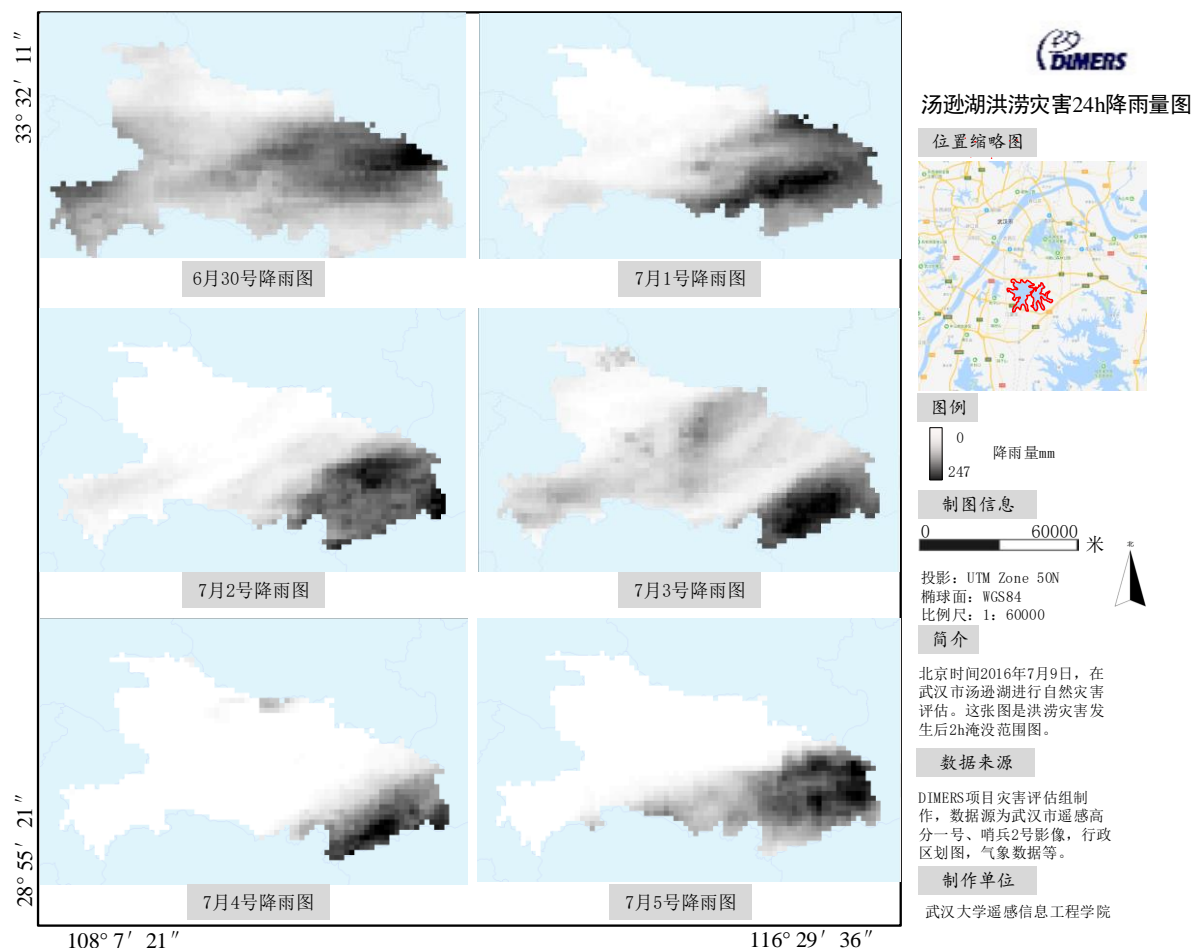 33° 32′ 11″
28° 55′ 21″
108° 7′ 21″
116° 29′ 36″
6月30号降雨图
7月1号降雨图
7月2号降雨图
7月3号降雨图
7月4号降雨图
7月5号降雨图
DIMERS
汤逊湖洪涝灾害24h降雨量图
位置缩略图
武汉市
图例
0
247
降雨量mm
制图信息
0 60000 米
北
投影: UTM Zone 50N
椭球面: WGS84
比例尺: 1: 60000
简介
北京时间2016年7月9日，在
武汉市汤逊湖进行自然灾害
评估。这张图是洪涝灾害发
生后2h淹没范围图。
数据来源
DIMERS项目灾害评估组制
作，数据源为武汉市遥感高
分一号、哨兵2号影像，行政
区划图，气象数据等。
制作单位
武汉大学遥感信息工程学院